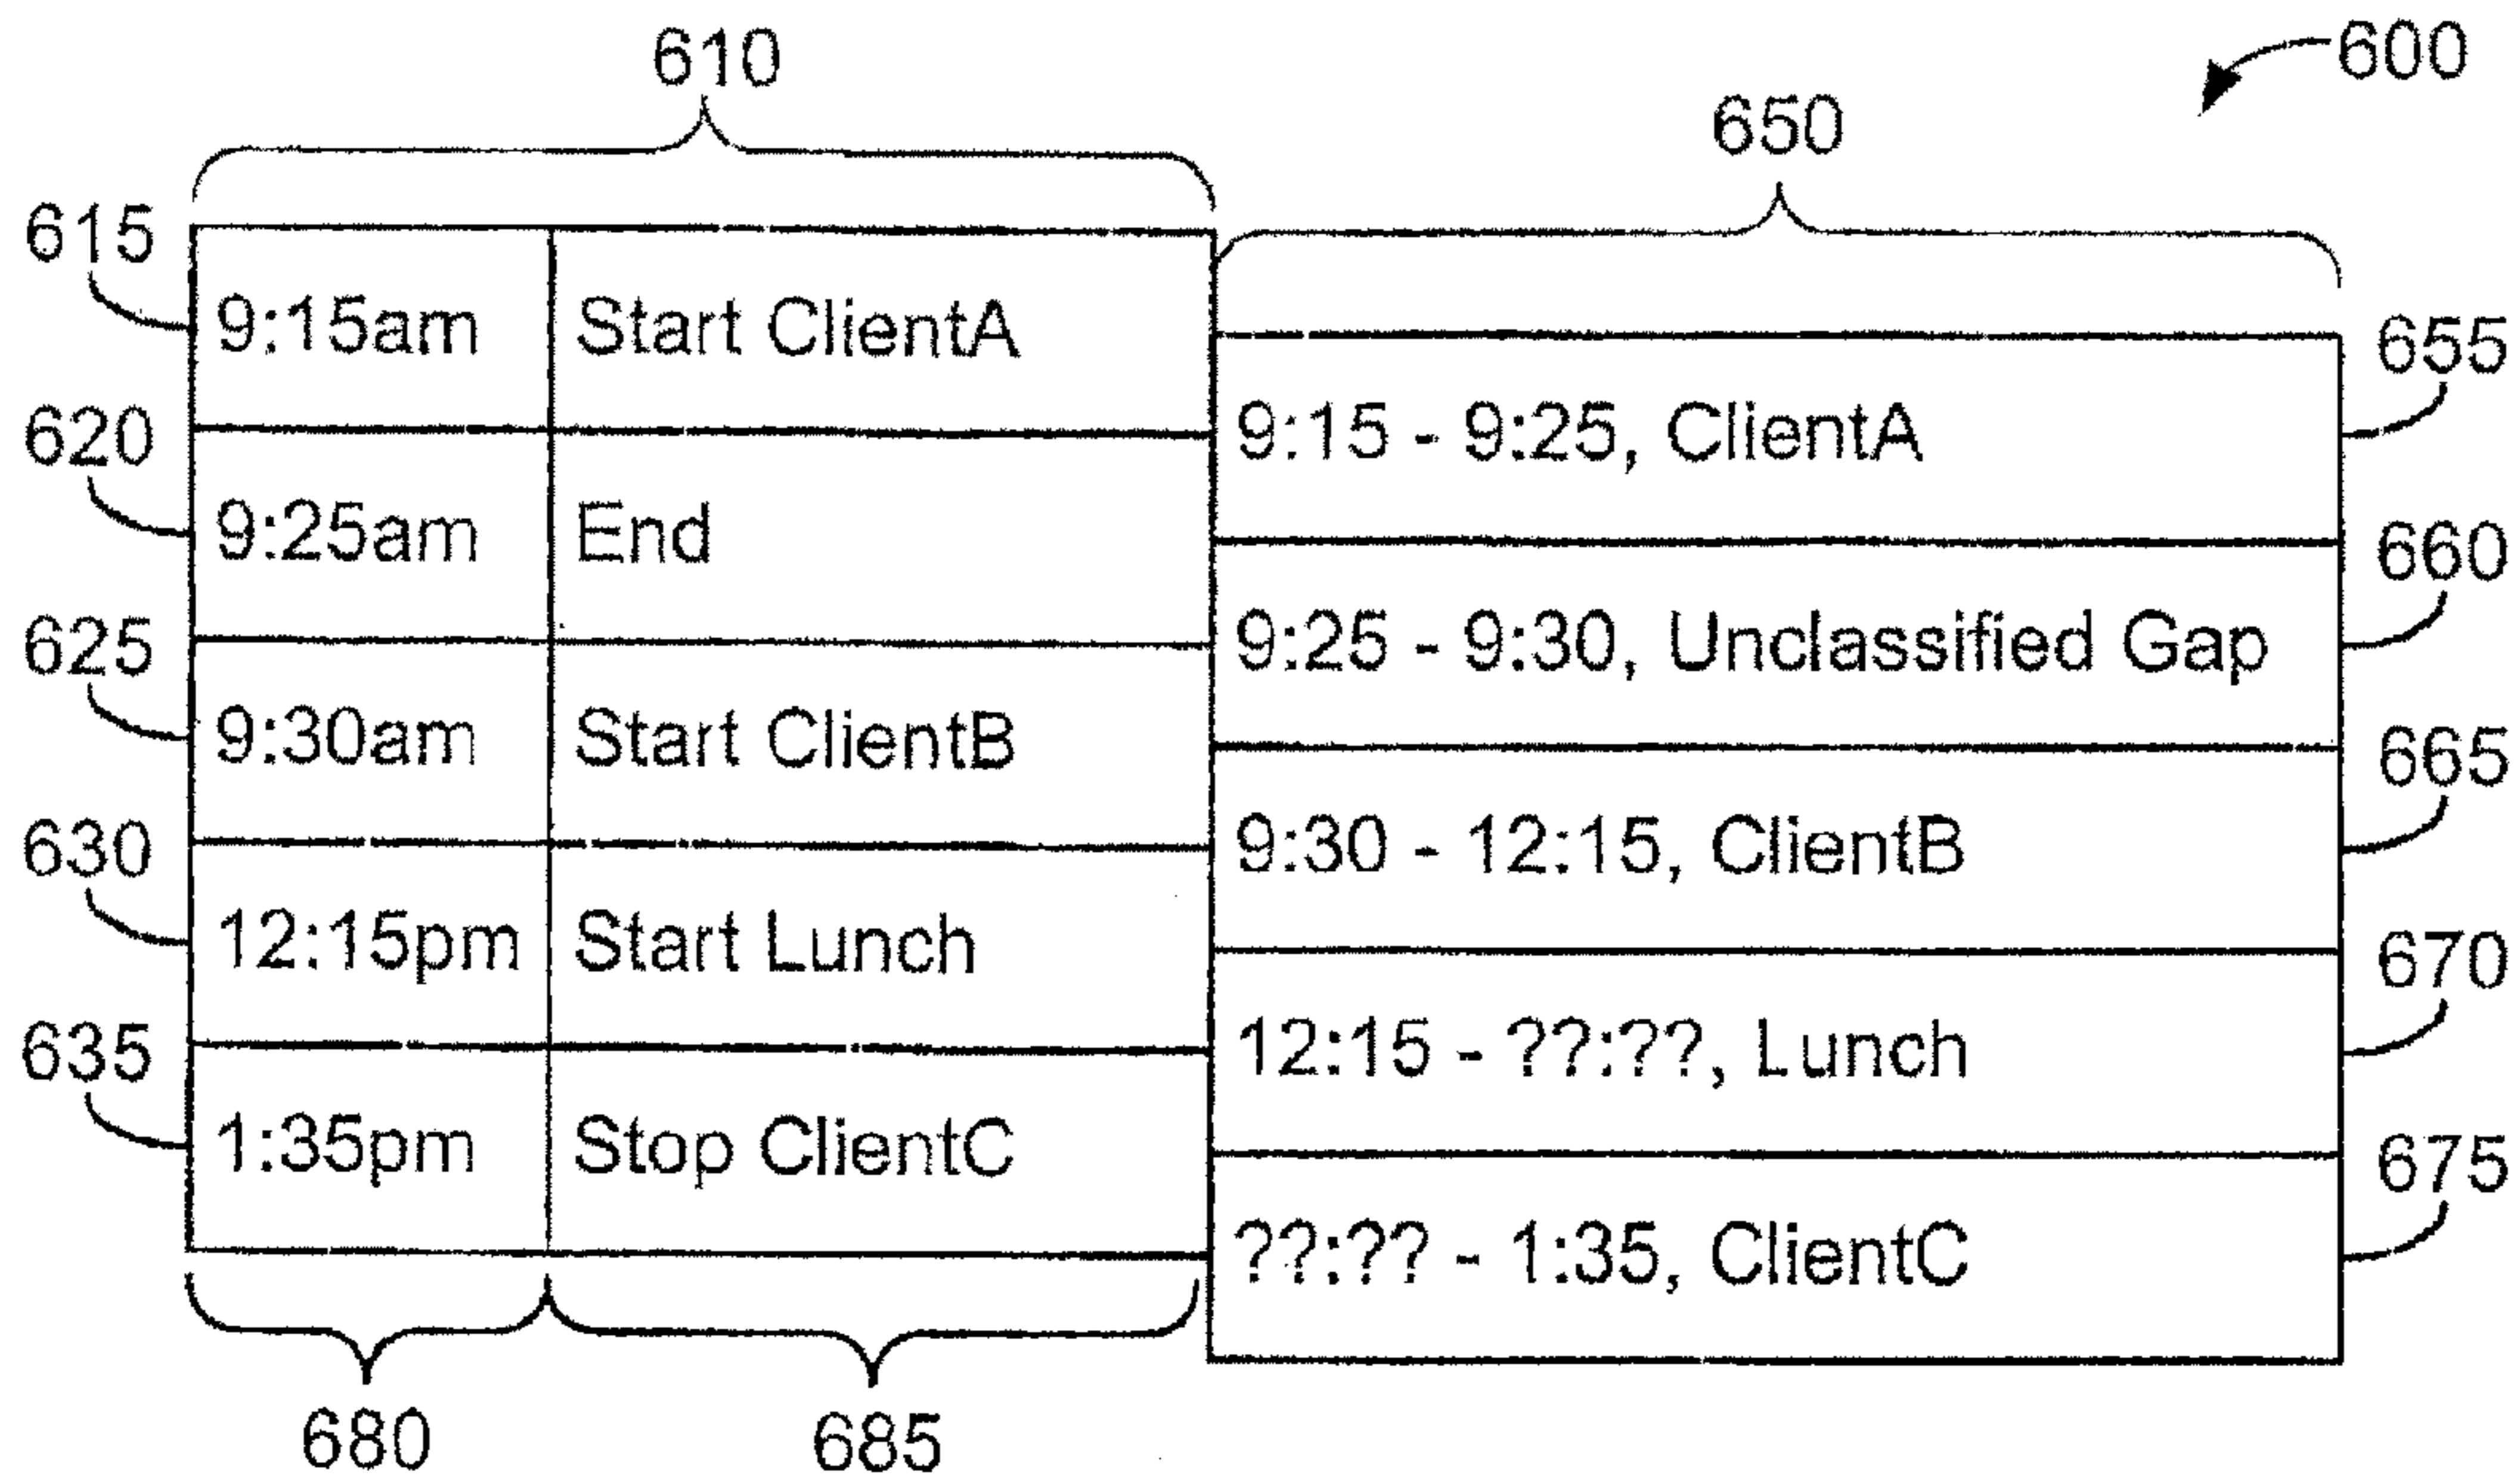 600
610
650
615
9:15am Start ClientA
655
9:15 - 9:25, ClientA
620
9:25am End
660
9:25 - 9:30, Unclassified Gap
625
9:30am Start ClientB
665
9:30 - 12:15, ClientB
630
12:15pm Start Lunch
670
12:15 - ??:??, Lunch
635
1:35pm Stop ClientC
675
??:?? - 1:35, ClientC
680 685